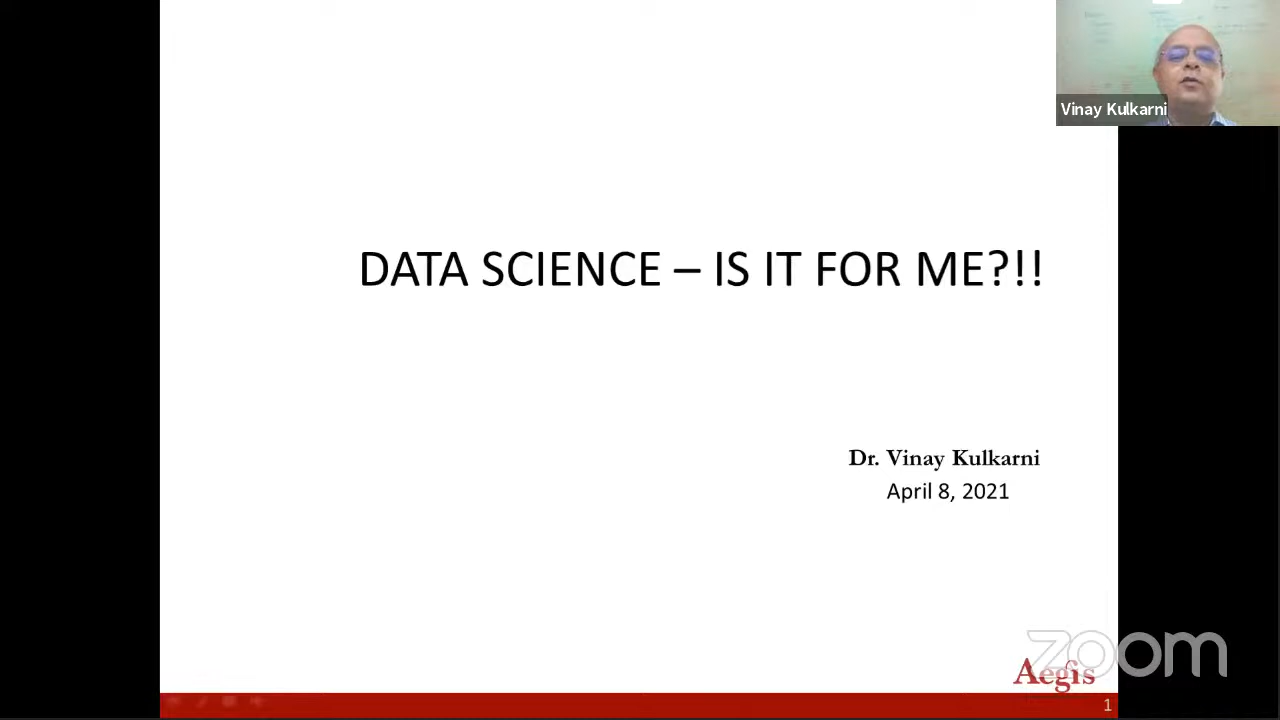 Vinay Kulkarni
DATA SCIENCE – IS IT FOR ME?!!
Dr. Vinay Kulkarni
April 8, 2021
zoom
Aegis
1